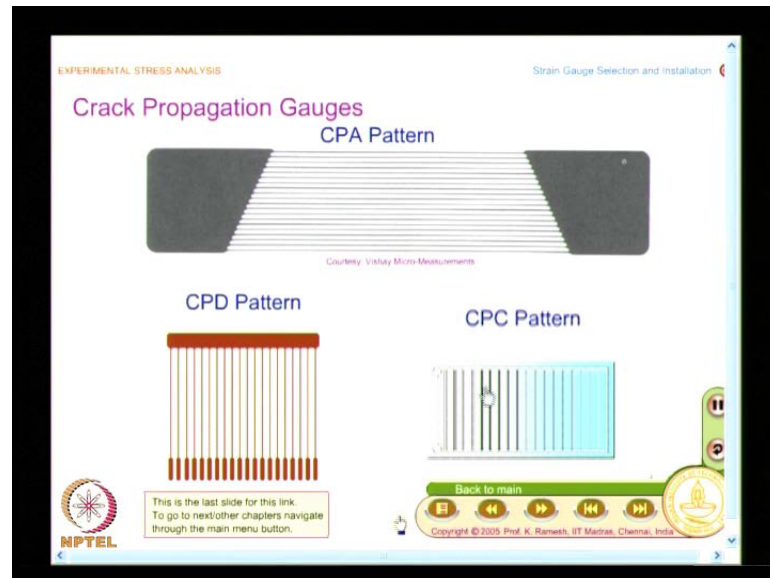 EXPERIMENTAL STRESS ANALYSIS
Strain Gauge Selection and Installation
Crack Propagation Gauges
CPA Pattern
Courtesy: Vishay Micro-Measurements
CPD Pattern
CPC Pattern
This is the last slide for this link.
To go to next/other chapters navigate
through the main menu button.
Back to main
Copyright © 2005 Prof. K. Ramesh, IIT Madras, Chennai, India
NPTEL